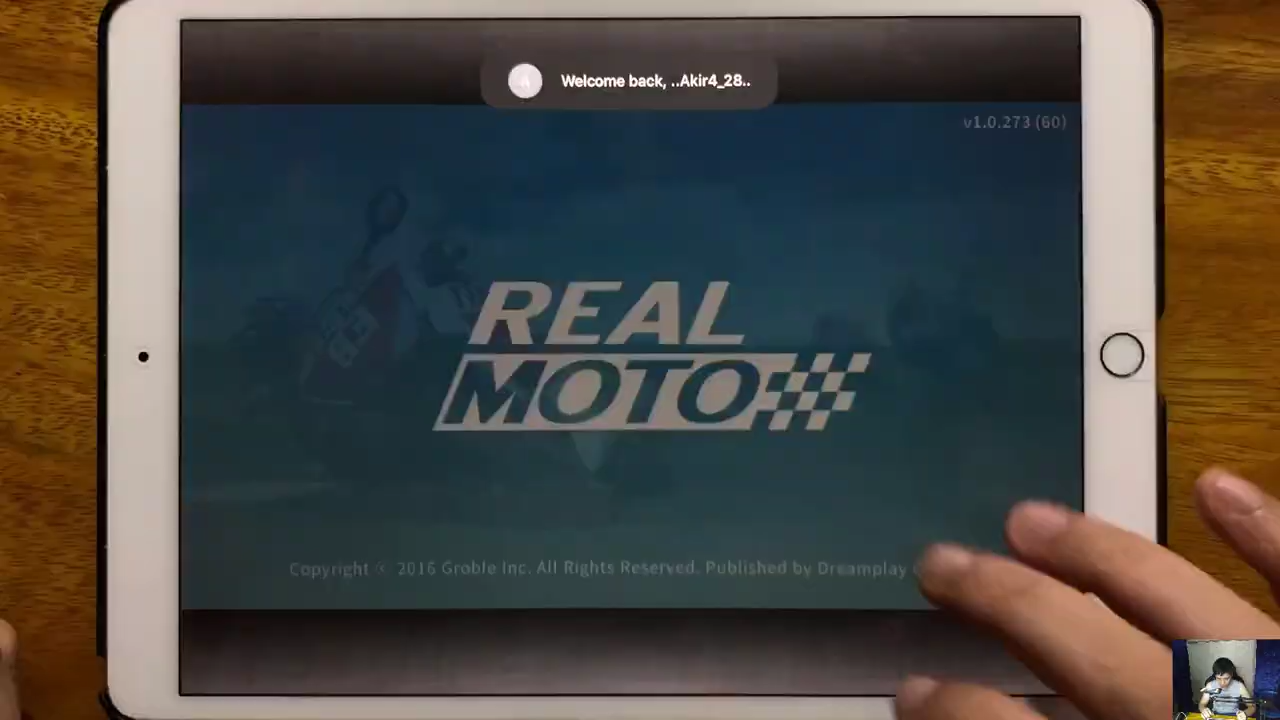 Welcome back, ..Akir4_28..
v1.0.273 (60)
REAL
MOTO
Copyright © 2016 Groble Inc. All Rights Reserved. Published by Dreamplay